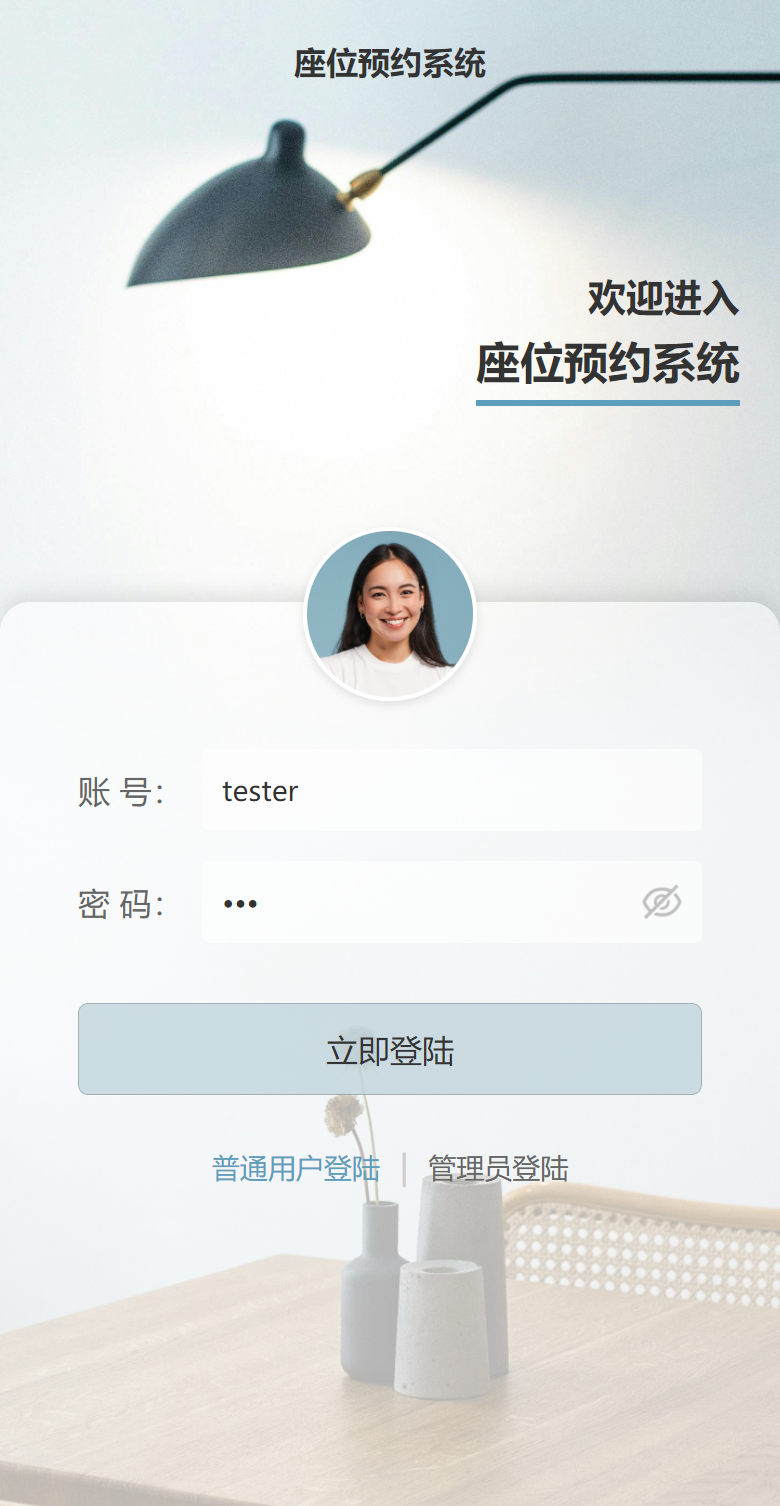 座位预约系统
欢迎进入
座位预约系统
账 号：
tester
密 码：
•••
立即登陆
普通用户登陆 | 管理员登陆